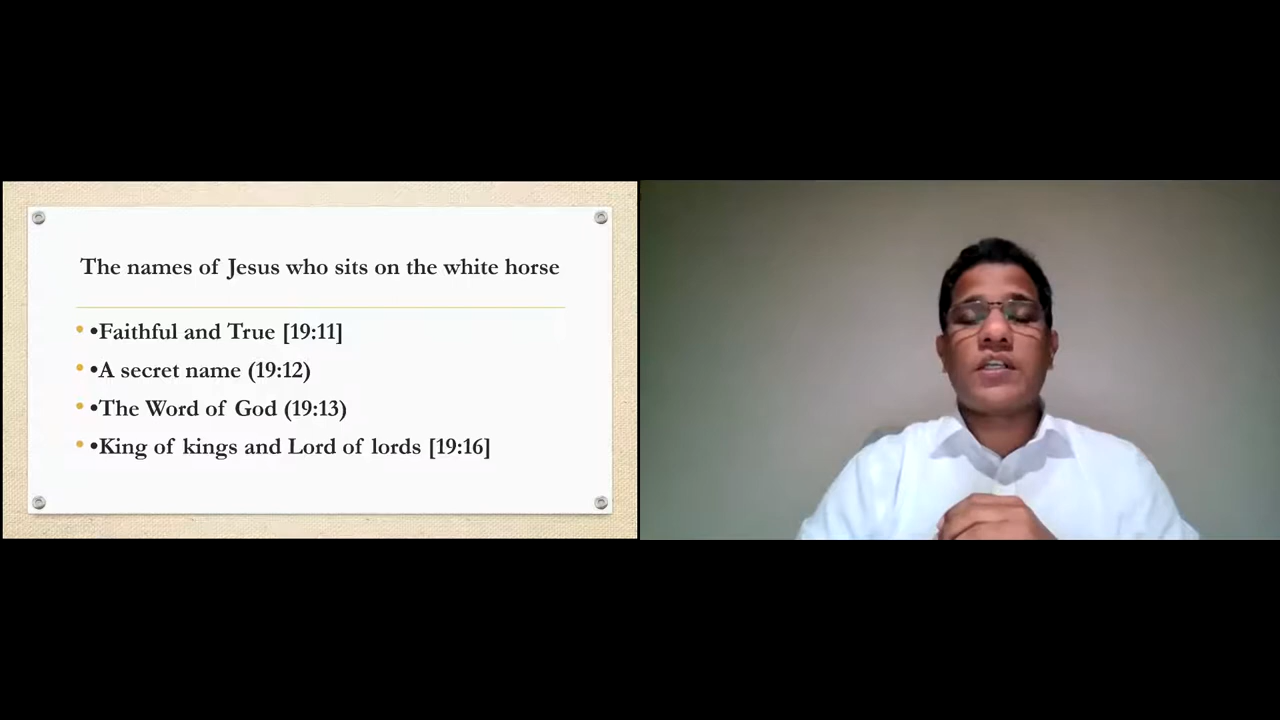 The names of Jesus who sits on the white horse
• •Faithful and True [19:11]
• •A secret name (19:12)
• •The Word of God (19:13)
• •King of kings and Lord of lords [19:16]